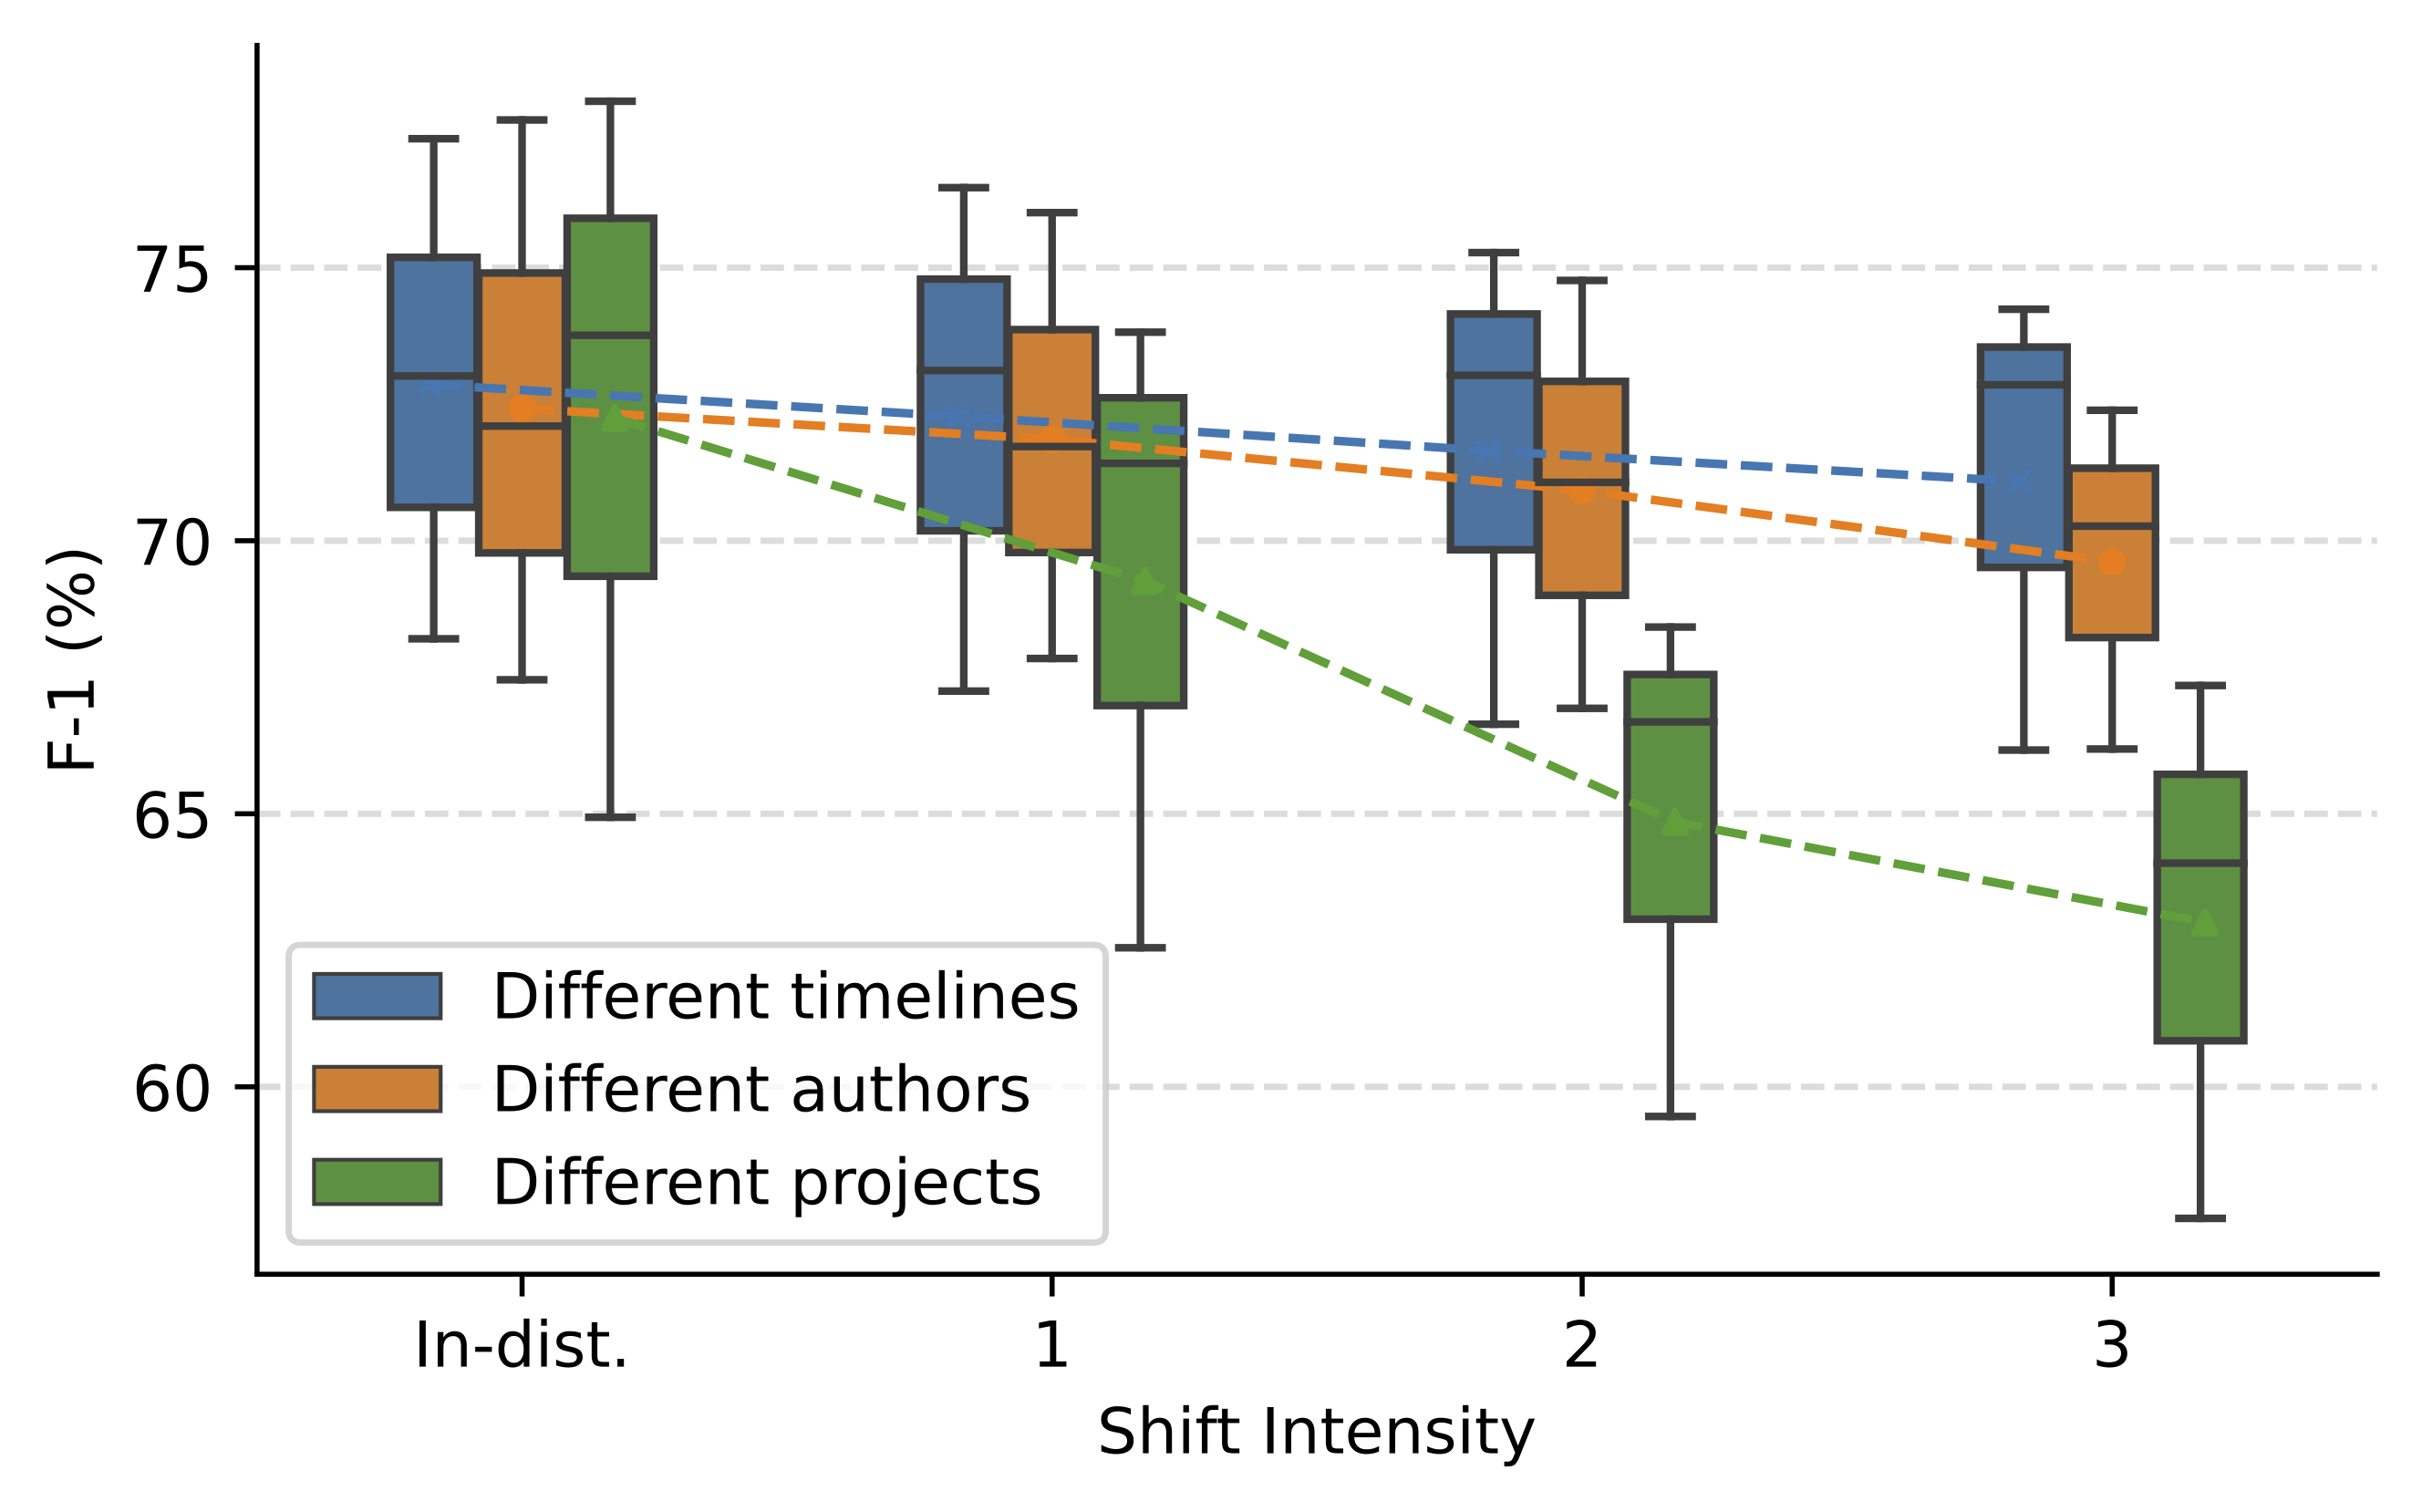 F-1 (%)
75
70
65
60
Different timelines
Different authors
Different projects
In-dist.
1
2
3
Shift Intensity